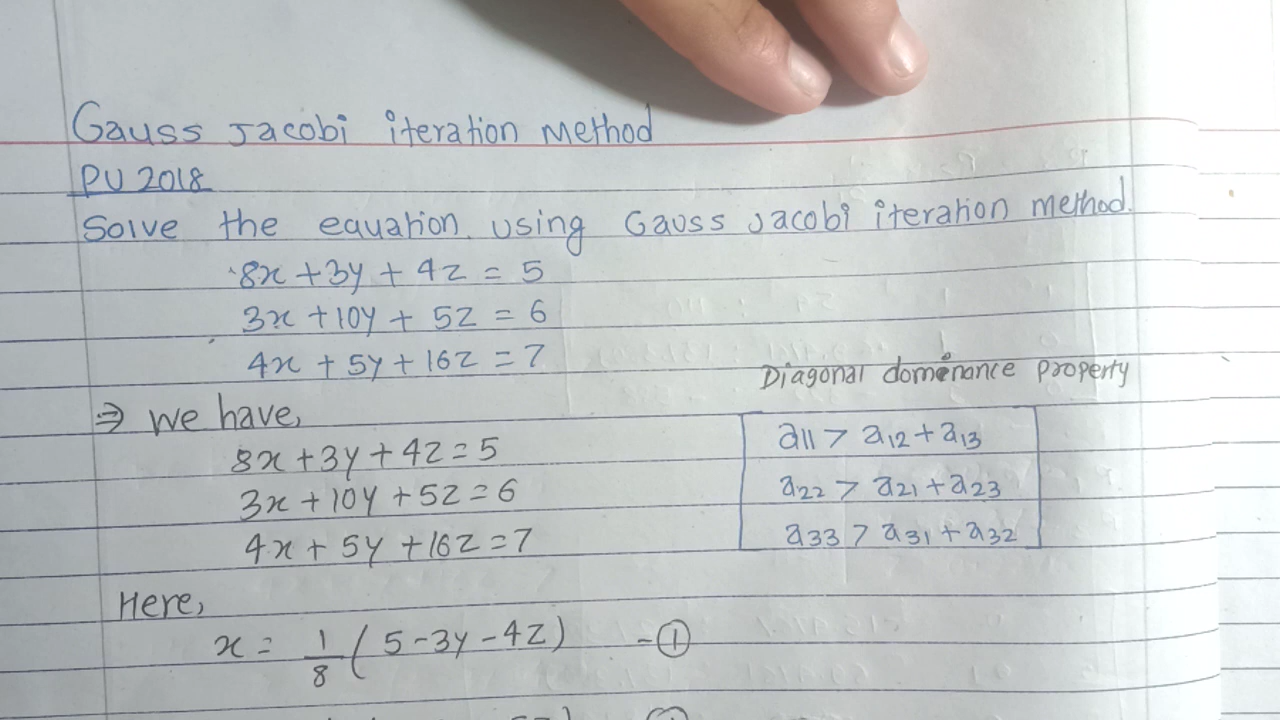 Gauss Jacobi iteration method
PU 2018
Solve the equation using Gauss Jacobi iteration method.
8x + 3y + 4z = 5
3x + 10y + 5z = 6
4x + 5y + 16z = 7
Diagonal dominance property
⇒ We have,
8x + 3y + 4z = 5
3x + 10y + 5z = 6
4x + 5y + 16z = 7
a11 > a12 + a13
a22 > a21 + a23
a33 > a31 + a32
Here,
x = 1/8 (5 - 3y - 4z) - ①